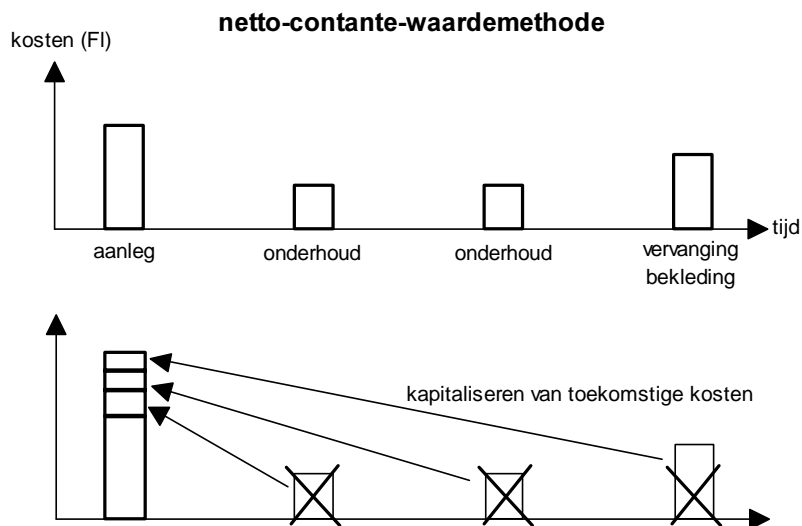 netto-contante-waardemethode
kosten (Fl)
tijd
aanleg
onderhoud
onderhoud
vervanging
bekleding
kapitaliseren van toekomstige kosten